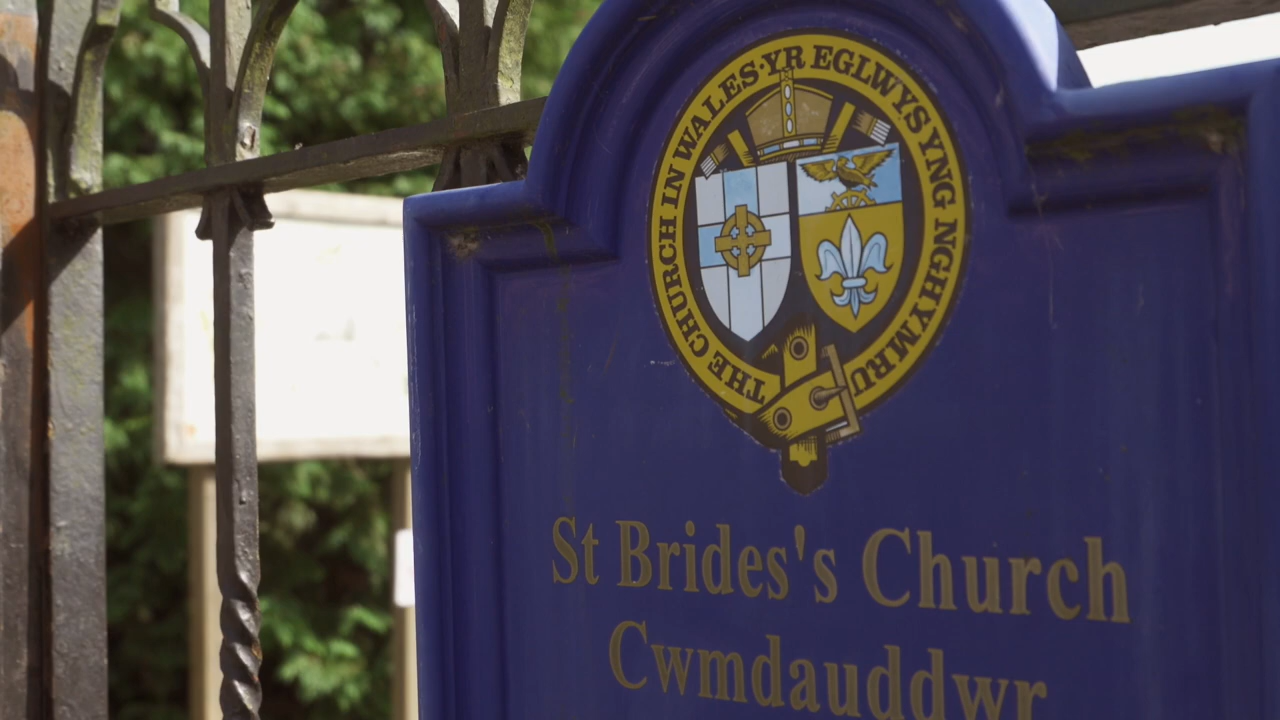 THE CHURCH IN WALES · YR EGLWYS YNG NGHYMRU
St Brides's Church
Cwmdauddwr